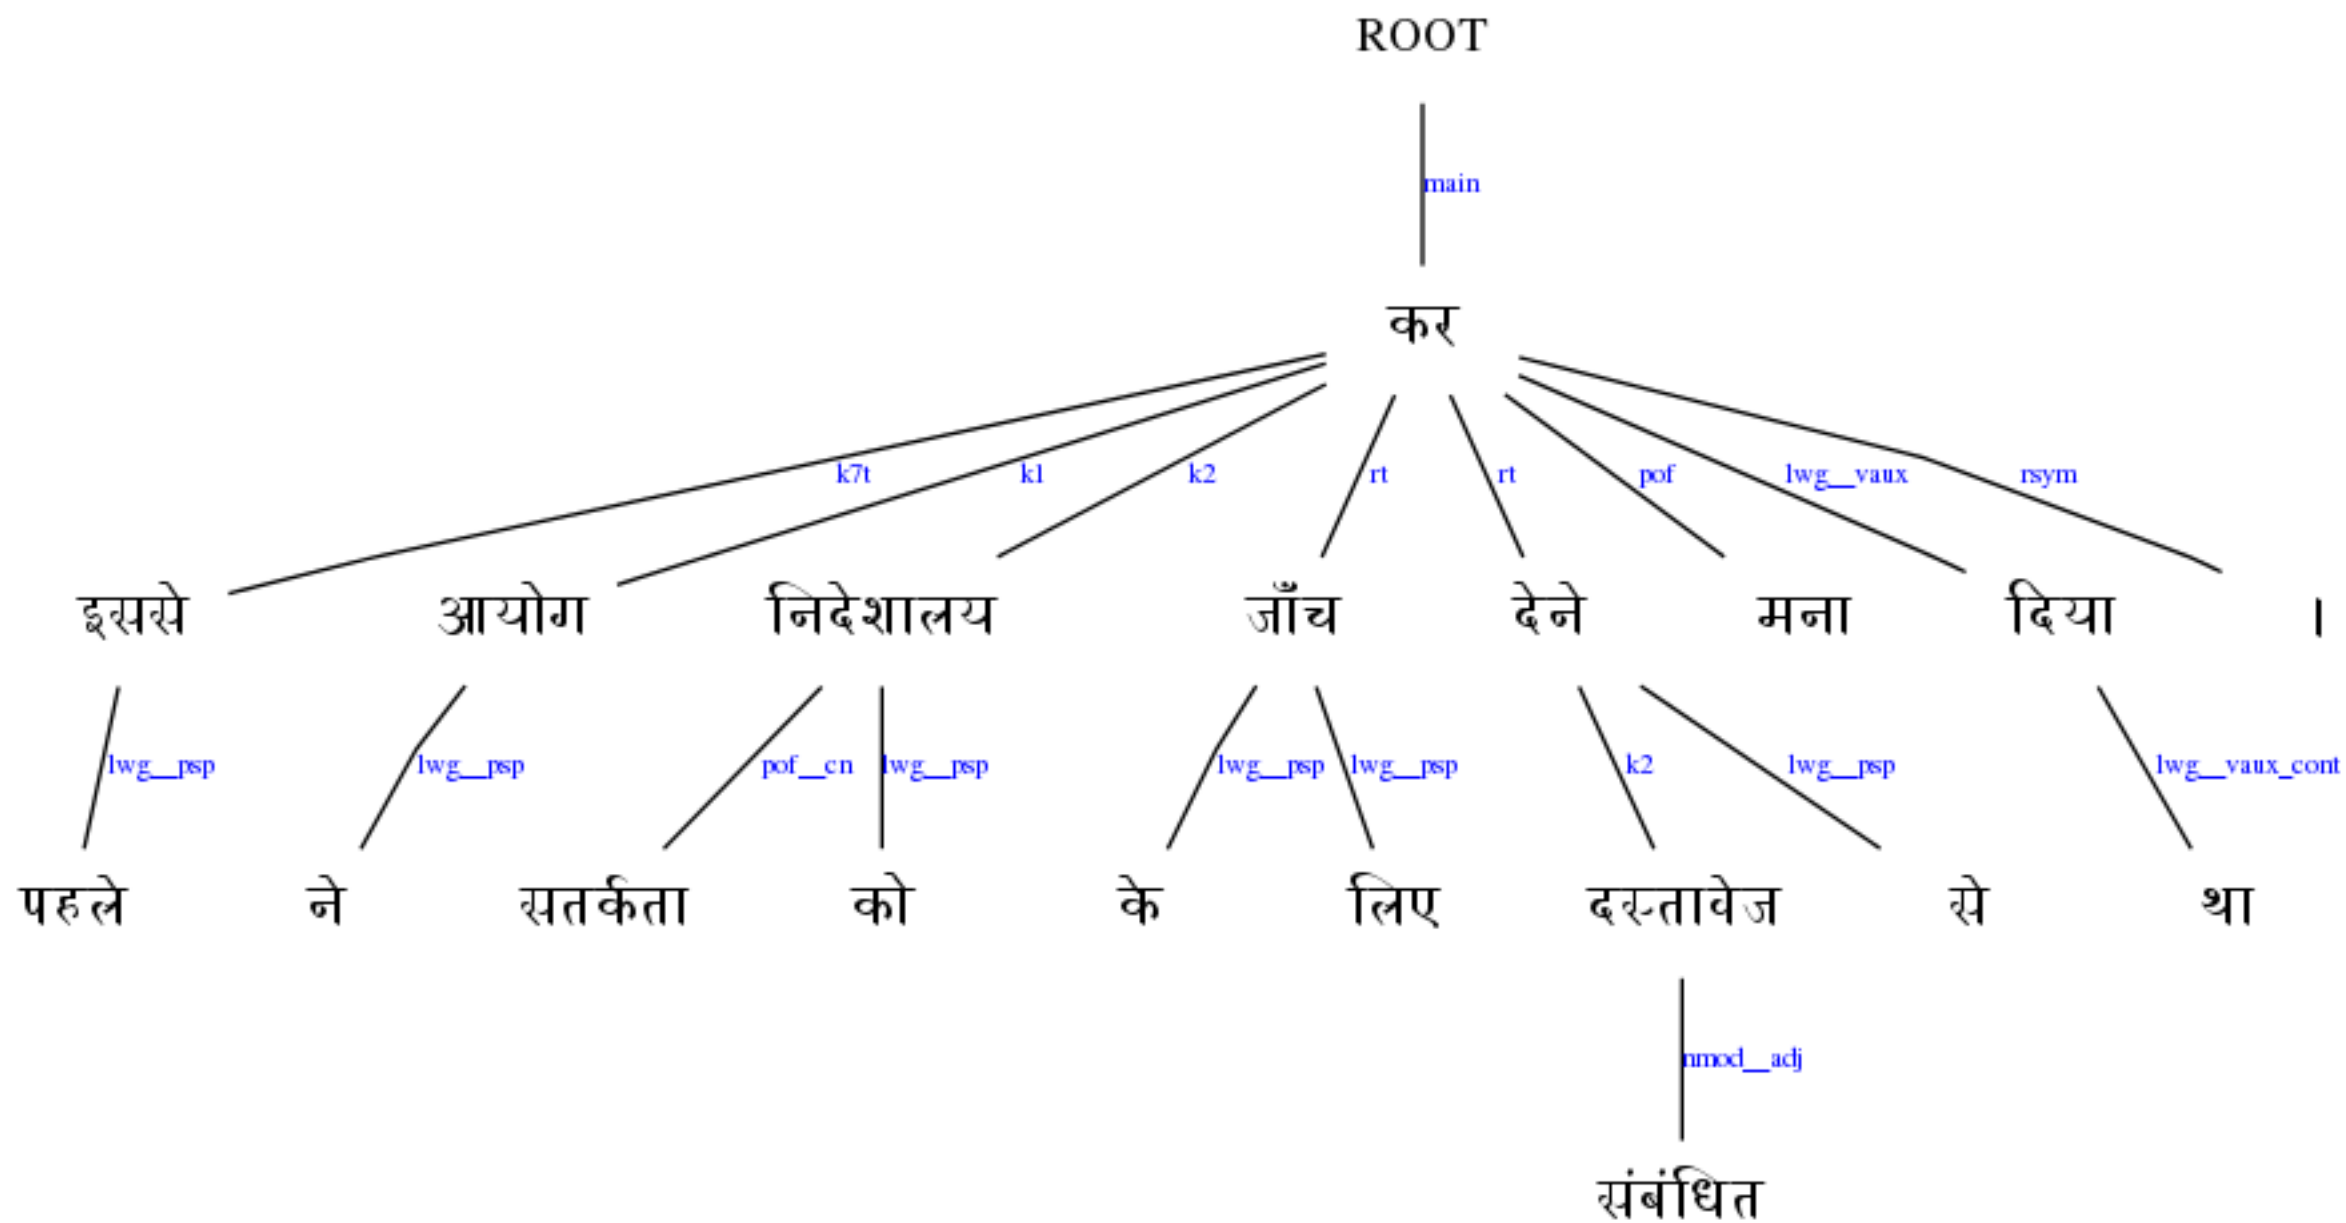 ROOT
main
कर
k7t k1 k2 rt rt pof lwg__vaux rsym
इससे आयोग निदेशालय जाँच देने मना दिया ।
lwg__psp lwg__psp pof__cn lwg__psp lwg__psp lwg__psp k2 lwg__psp lwg__vaux_cont
पहले ने सतर्कता को के लिए दस्तावेज से था
nmod__adj
संबंधित